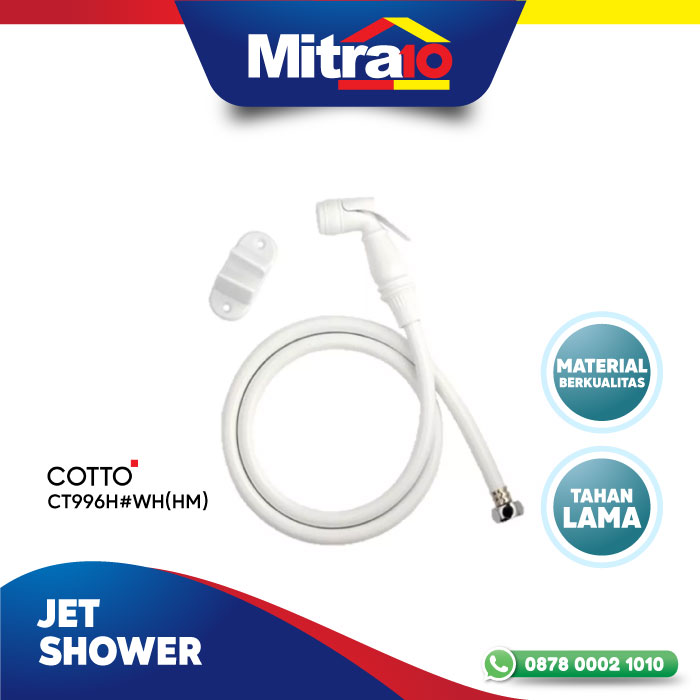 Mitra10
COTTO
CT996H#WH(HM)
MATERIAL
BERKUALITAS
TAHAN
LAMA
JET
SHOWER
0878 0002 1010